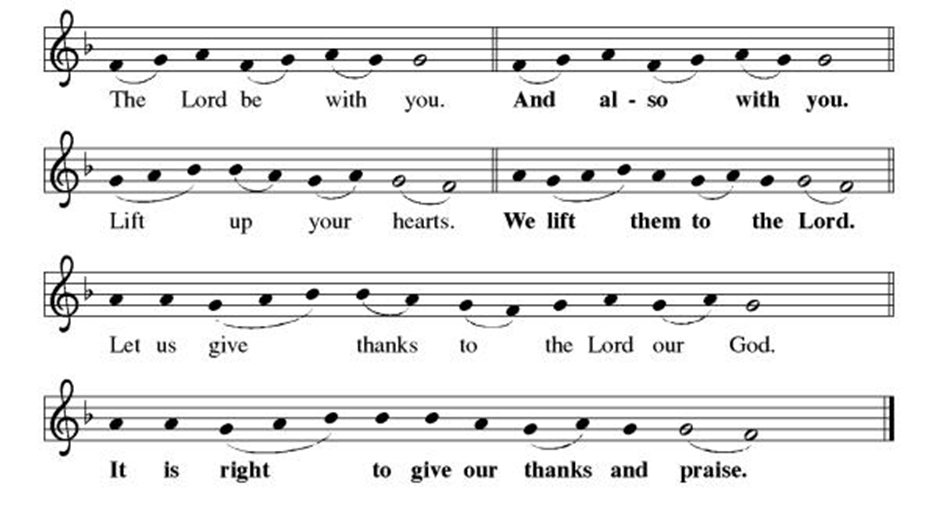 The Lord be with you. And al - so with you.
Lift up your hearts. We lift them to the Lord.
Let us give thanks to the Lord our God.
It is right to give our thanks and praise.